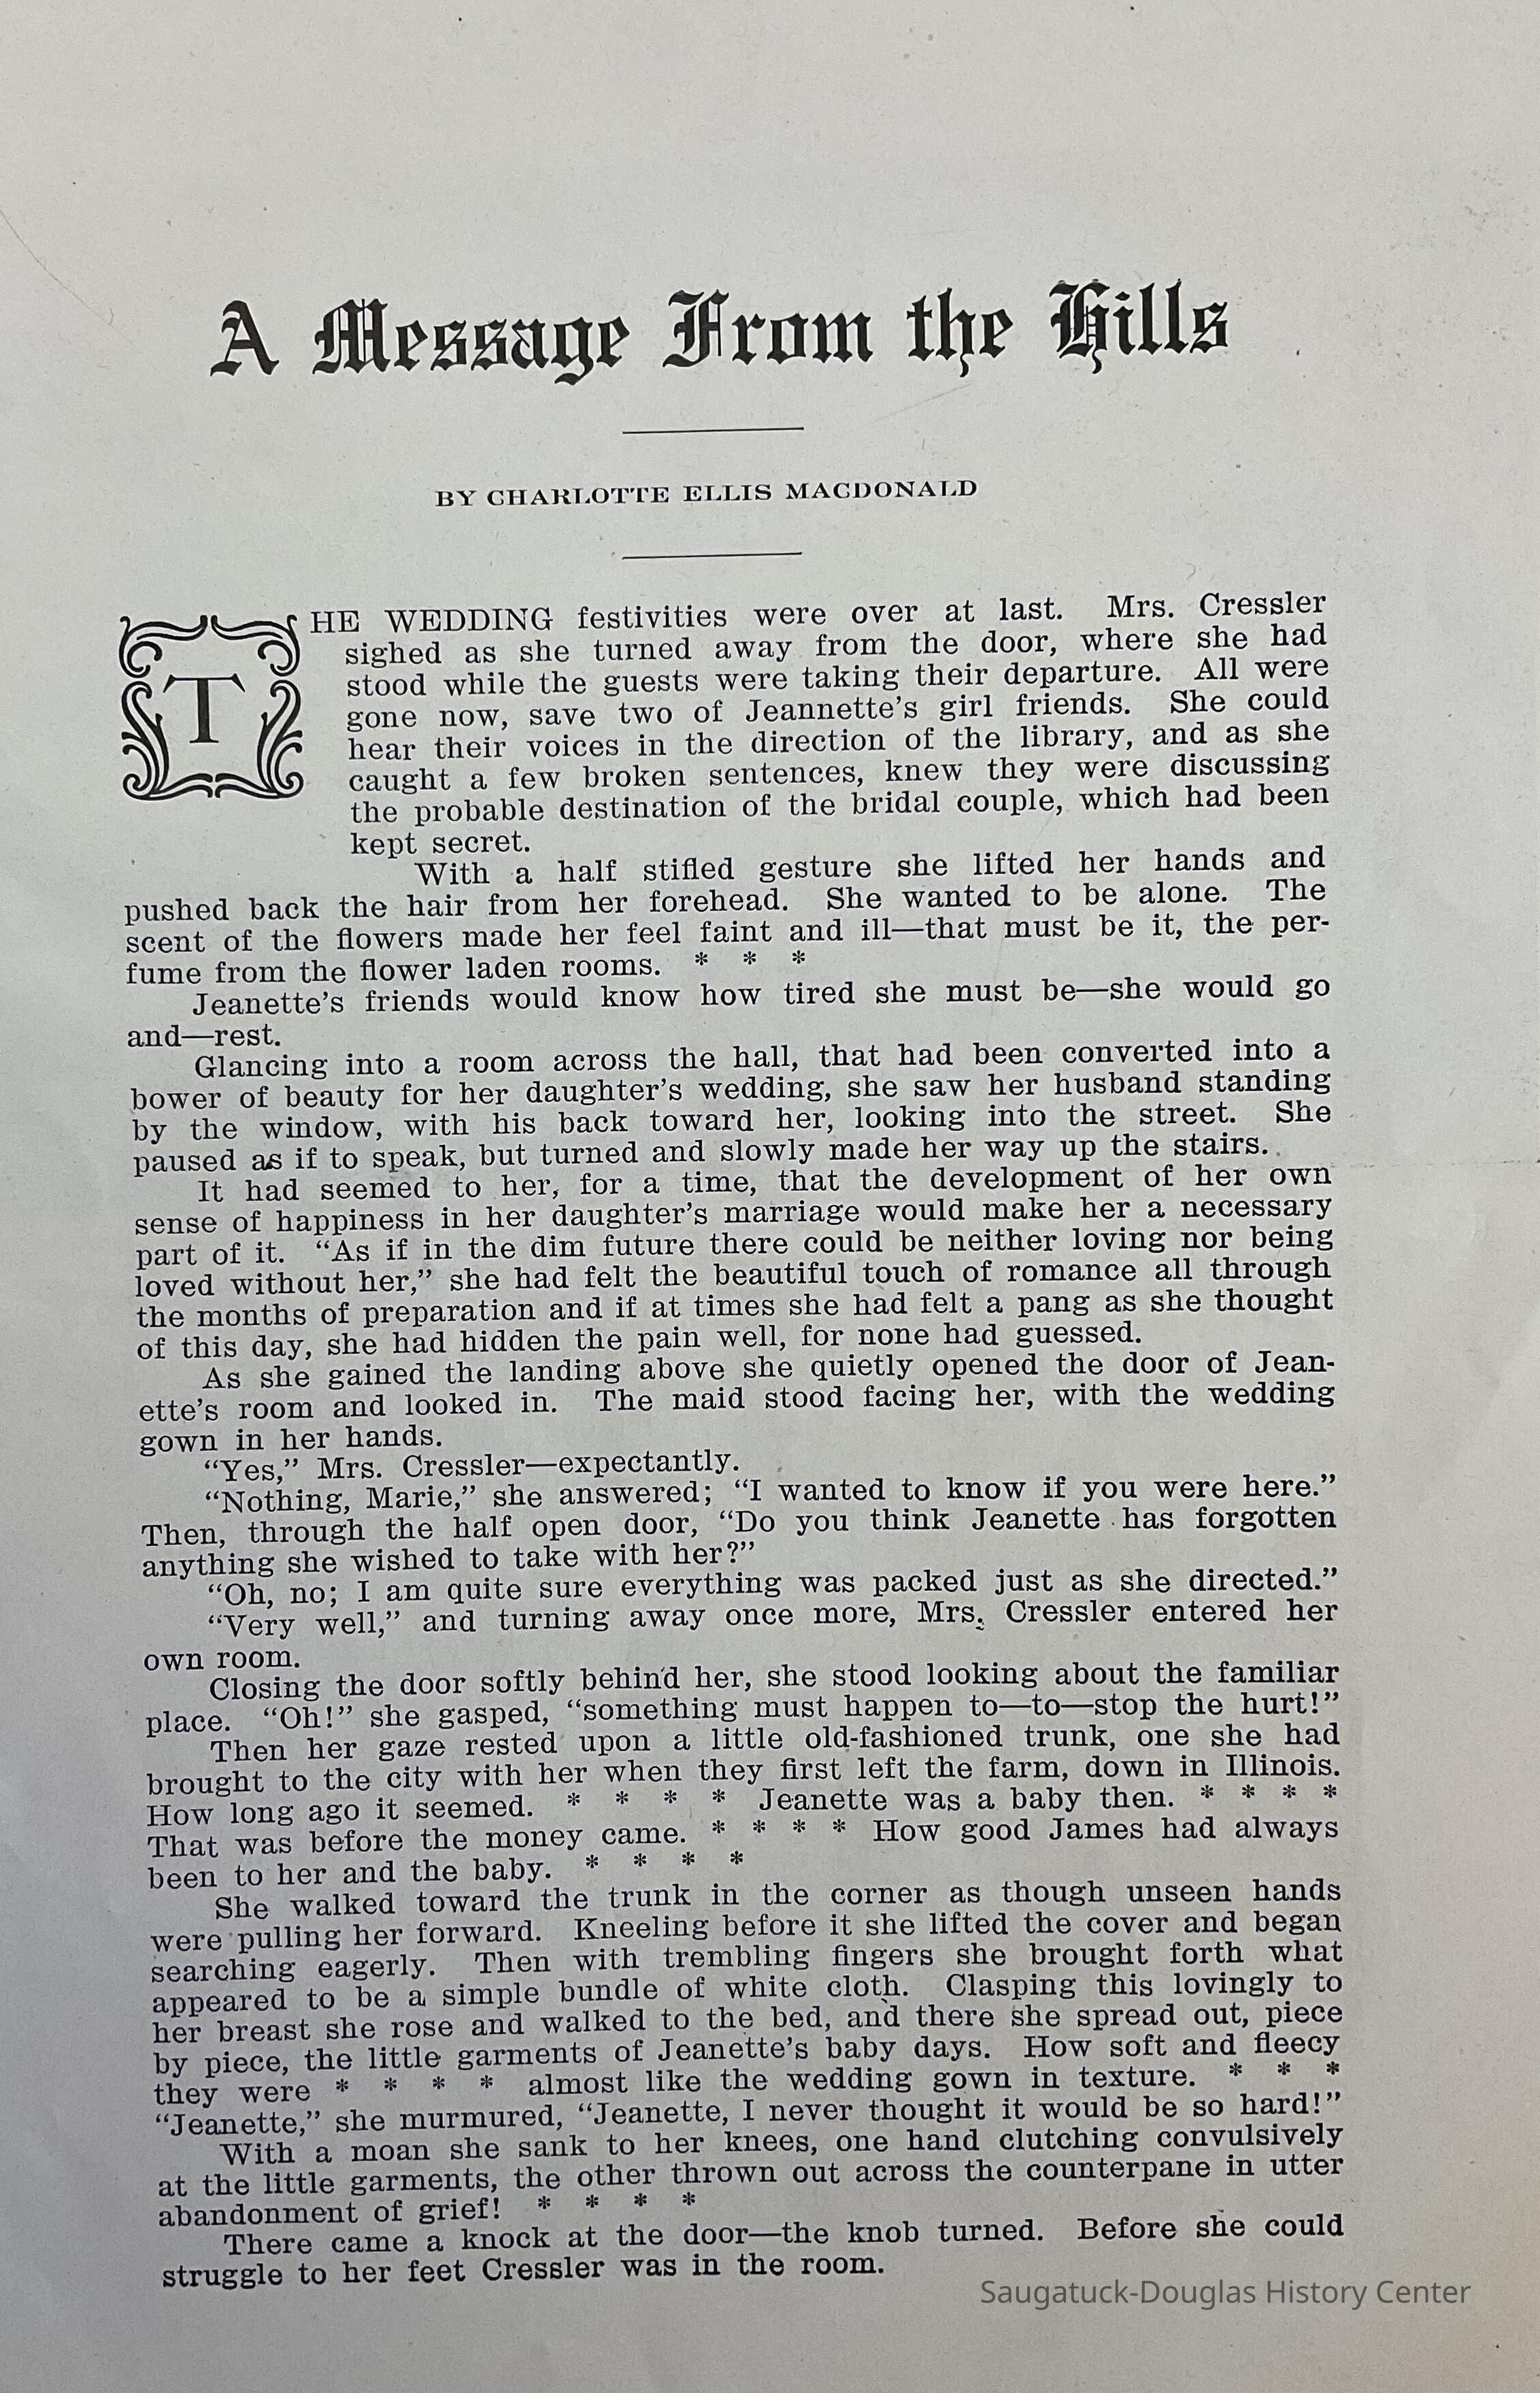 A Message From the Hills
BY CHARLOTTE ELLIS MACDONALD
THE WEDDING festivities were over at last. Mrs. Cressler
sighed as she turned away from the door, where she had
stood while the guests were taking their departure. All were
gone now, save two of Jeannette's girl friends. She could
hear their voices in the direction of the library, and as she
caught a few broken sentences, knew they were discussing
the probable destination of the bridal couple, which had been
kept secret.
With a half stifled gesture she lifted her hands and
pushed back the hair from her forehead. She wanted to be alone. The
scent of the flowers made her feel faint and ill—that must be it, the per-
fume from the flower laden rooms. * * *
Jeanette's friends would know how tired she must be—she would go
and—rest.
Glancing into a room across the hall, that had been converted into a
bower of beauty for her daughter's wedding, she saw her husband standing
by the window, with his back toward her, looking into the street. She
paused as if to speak, but turned and slowly made her way up the stairs.
It had seemed to her, for a time, that the development of her own
sense of happiness in her daughter's marriage would make her a necessary
part of it. “As if in the dim future there could be neither loving nor being
loved without her,” she had felt the beautiful touch of romance all through
the months of preparation and if at times she had felt a pang as she thought
of this day, she had hidden the pain well, for none had guessed.
As she gained the landing above she quietly opened the door of Jean-
ette's room and looked in. The maid stood facing her, with the wedding
gown in her hands.
“Yes,” Mrs. Cressler—expectantly.
“Nothing, Marie,” she answered; “I wanted to know if you were here.”
Then, through the half open door, “Do you think Jeanette has forgotten
anything she wished to take with her?”
“Oh, no; I am quite sure everything was packed just as she directed.”
“Very well,” and turning away once more, Mrs. Cressler entered her
own room.
Closing the door softly behind her, she stood looking about the familiar
place. “Oh!” she gasped, “something must happen to—to—stop the hurt!”
Then her gaze rested upon a little old-fashioned trunk, one she had
brought to the city with her when they first left the farm, down in Illinois.
How long ago it seemed. * * * * Jeanette was a baby then. * * * *
That was before the money came. * * * * How good James had always
been to her and the baby. * * * *
She walked toward the trunk in the corner as though unseen hands
were pulling her forward. Kneeling before it she lifted the cover and began
searching eagerly. Then with trembling fingers she brought forth what
appeared to be a simple bundle of white cloth. Clasping this lovingly to
her breast she rose and walked to the bed, and there she spread out, piece
by piece, the little garments of Jeanette's baby days. How soft and fleecy
they were * * * * almost like the wedding gown in texture. * * *
“Jeanette,” she murmured, “Jeanette, I never thought it would be so hard!”
With a moan she sank to her knees, one hand clutching convulsively
at the little garments, the other thrown out across the counterpane in utter
abandonment of grief! * * * *
There came a knock at the door—the knob turned. Before she could
struggle to her feet Cressler was in the room.
Saugatuck-Douglas History Center